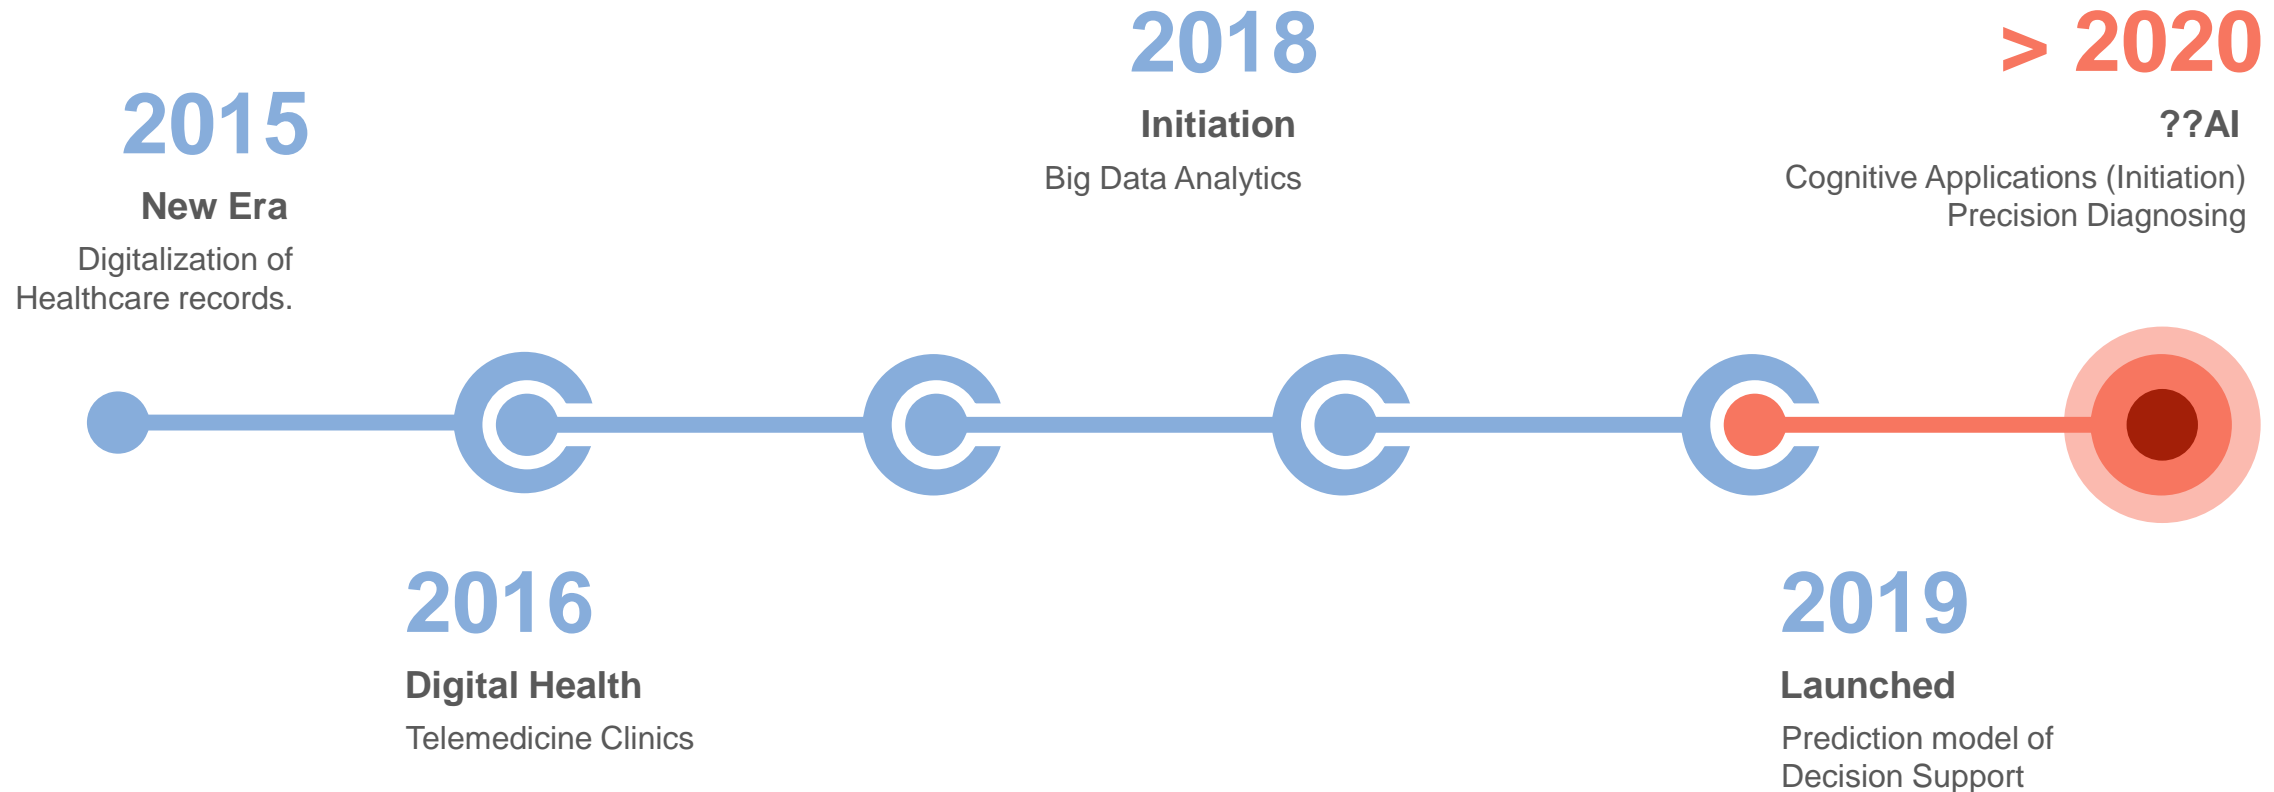 2015
New Era
Digitalization of
Healthcare records.
2016
Digital Health
Telemedicine Clinics
2018
Initiation
Big Data Analytics
2019
Launched
Prediction model of
Decision Support
> 2020
??AI
Cognitive Applications (Initiation)
Precision Diagnosing